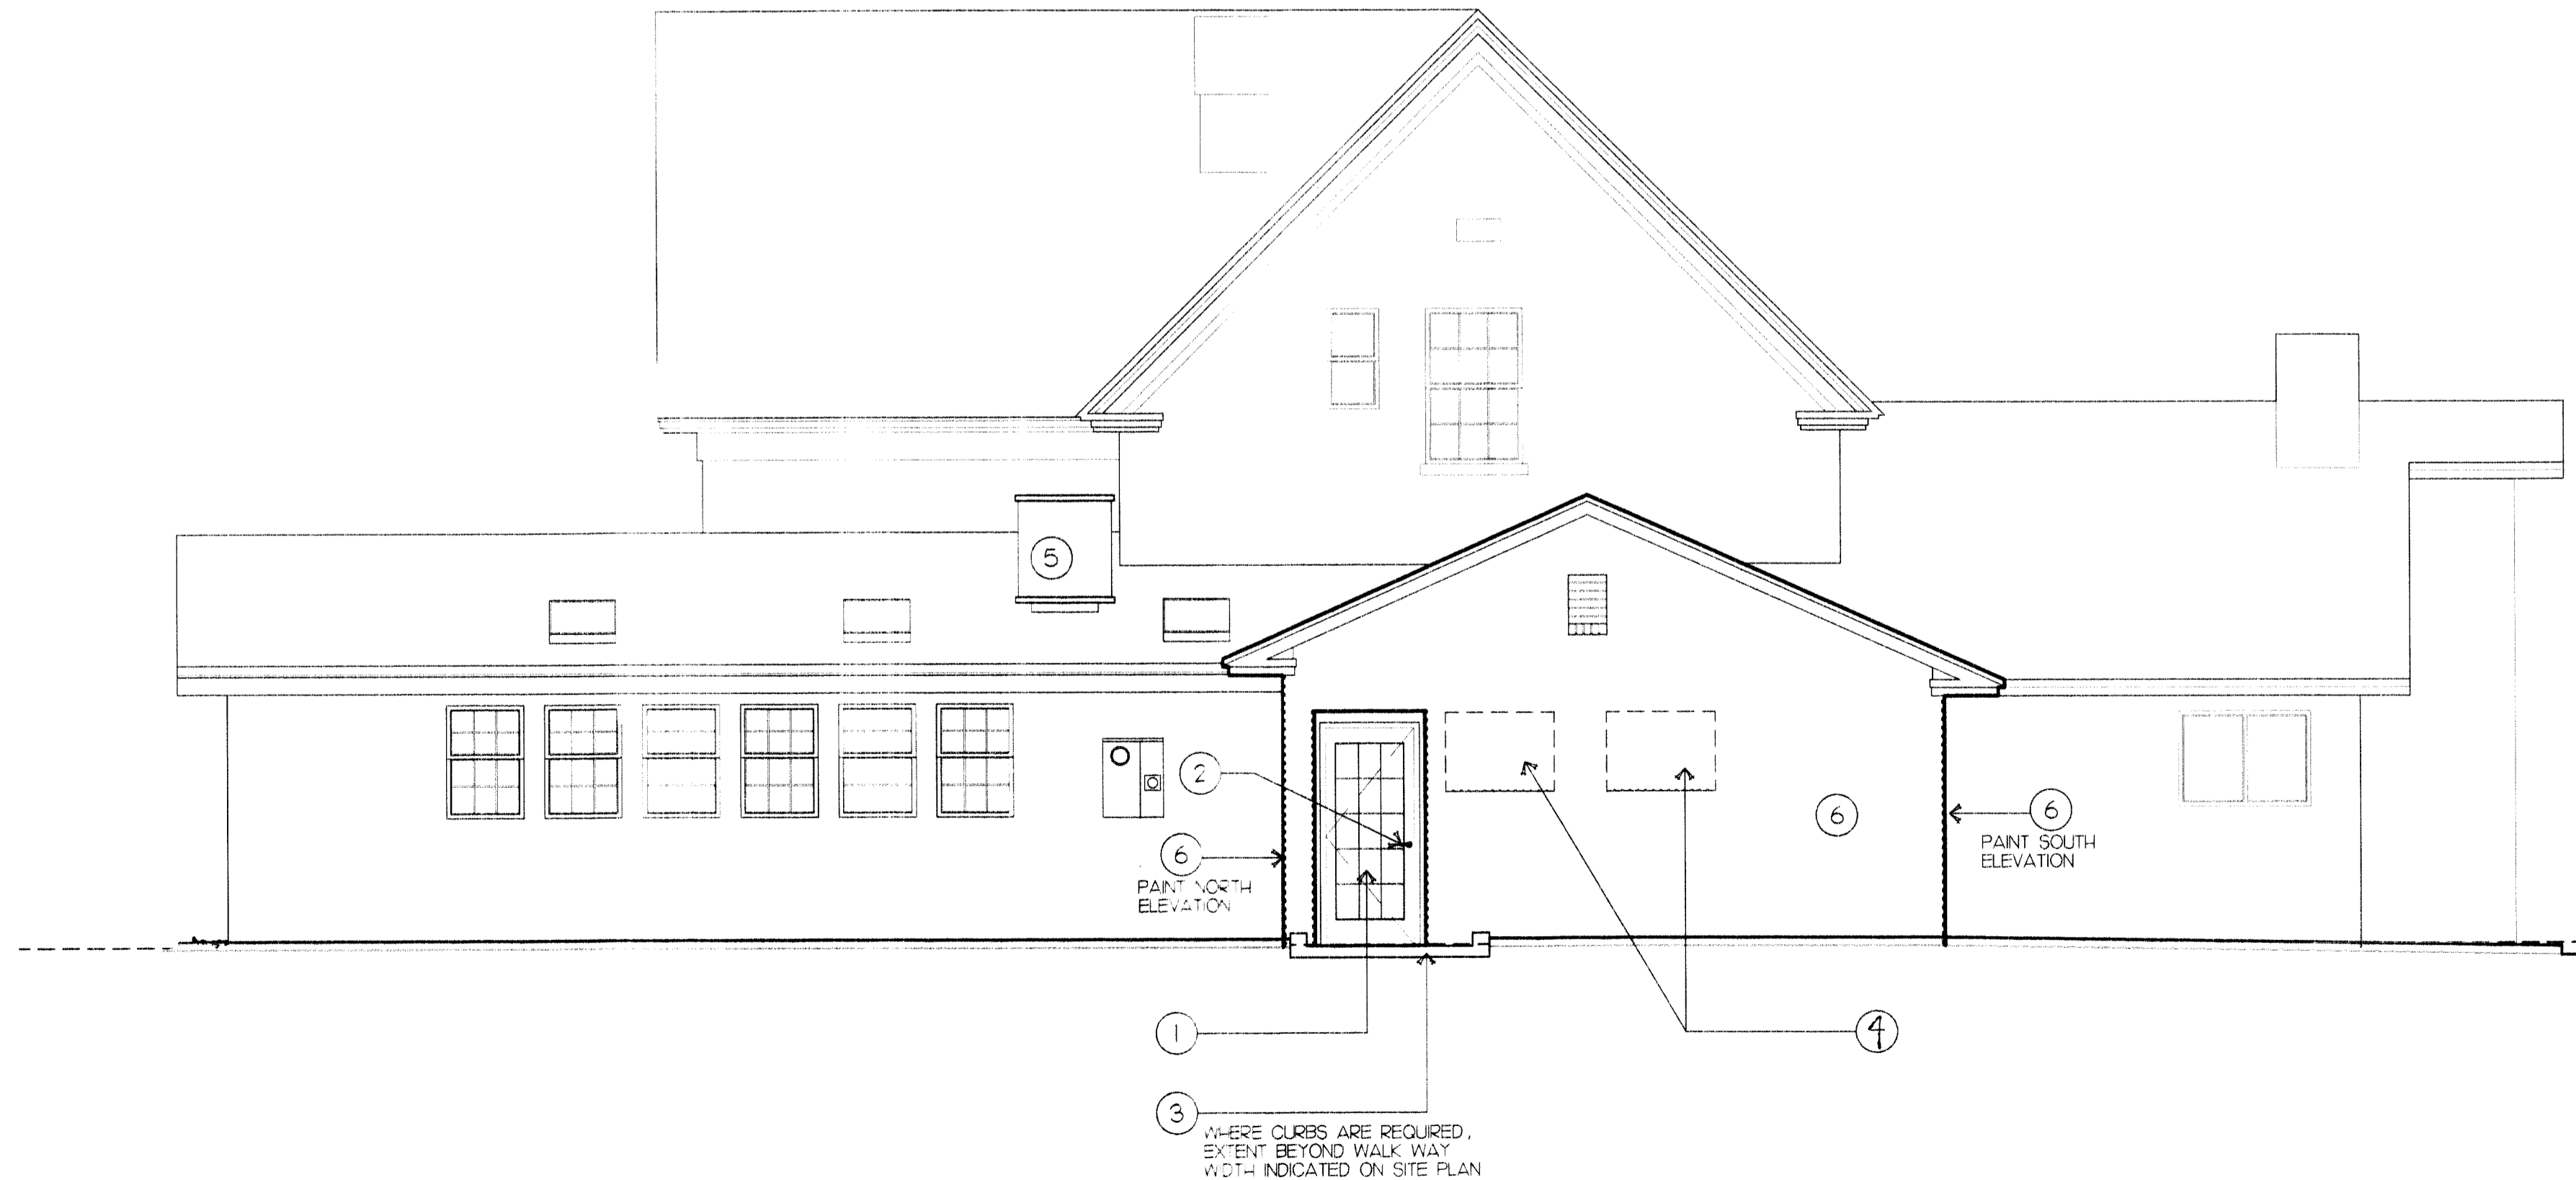 5
2
6
PAINT NORTH
ELEVATION
6
6
PAINT SOUTH
ELEVATION
1
4
3
WHERE CURBS ARE REQUIRED,
EXTENT BEYOND WALK WAY
WIDTH INDICATED ON SITE PLAN